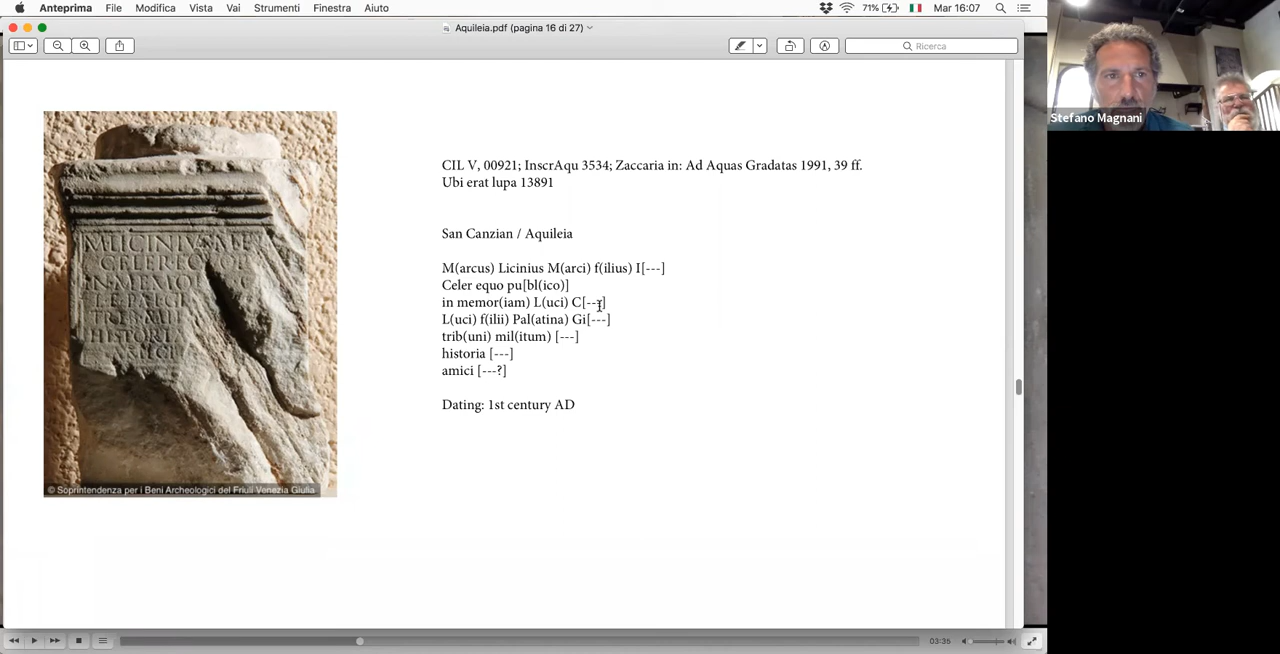 Anteprima File Modifica Vista Vai Strumenti Finestra Aiuto 71% Mar 16:07
Aquileia.pdf (pagina 16 di 27)
Ricerca
Stefano Magnani
CIL V, 00921; InscrAqu 3534; Zaccaria in: Ad Aquas Gradatas 1991, 39 ff.
Ubi erat lupa 13891
San Canzian / Aquileia
M(arcus) Licinius M(arci) f(ilius) I[---]
Celer equo pu[bl(ico)]
in memor(iam) L(uci) C[---]
L(uci) f(ilii) Pal(atina) Gi[---]
trib(uni) mil(itum) [---]
historia [---]
amici [---?]
Dating: 1st century AD
© Soprintendenza per i Beni Archeologici del Friuli Venezia Giulia
03:35